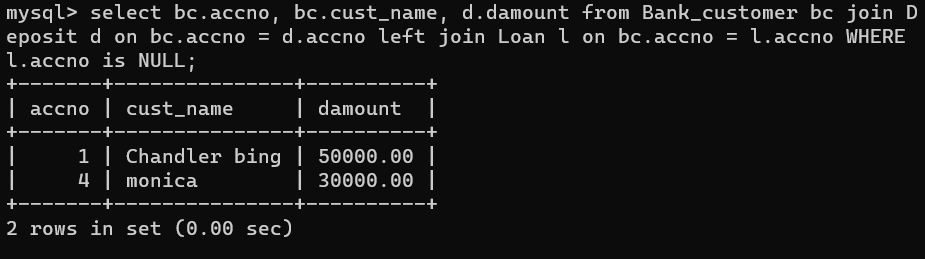 mysql> select bc.accno, bc.cust_name, d.damount from Bank_customer bc join D
eposit d on bc.accno = d.accno left join Loan l on bc.accno = l.accno WHERE
l.accno is NULL;
+-------+---------------+----------+
| accno | cust_name     | damount  |
+-------+---------------+----------+
|     1 | Chandler bing | 50000.00 |
|     4 | monica        | 30000.00 |
+-------+---------------+----------+
2 rows in set (0.00 sec)